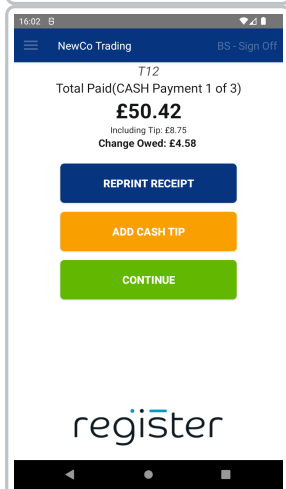 16:02
NewCo Trading
BS - Sign Off
T12
Total Paid(CASH Payment 1 of 3)
£50.42
Including Tip: £8.75
Change Owed: £4.58
REPRINT RECEIPT
ADD CASH TIP
CONTINUE
register